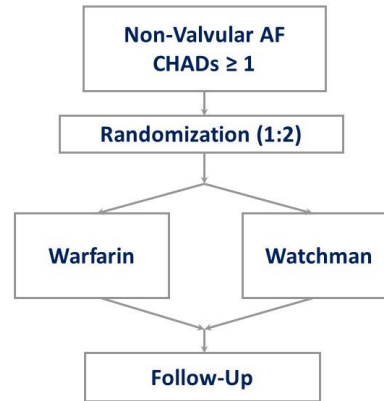 Non-Valvular AF
CHADs ≥ 1
Randomization (1:2)
Warfarin
Watchman
Follow-Up